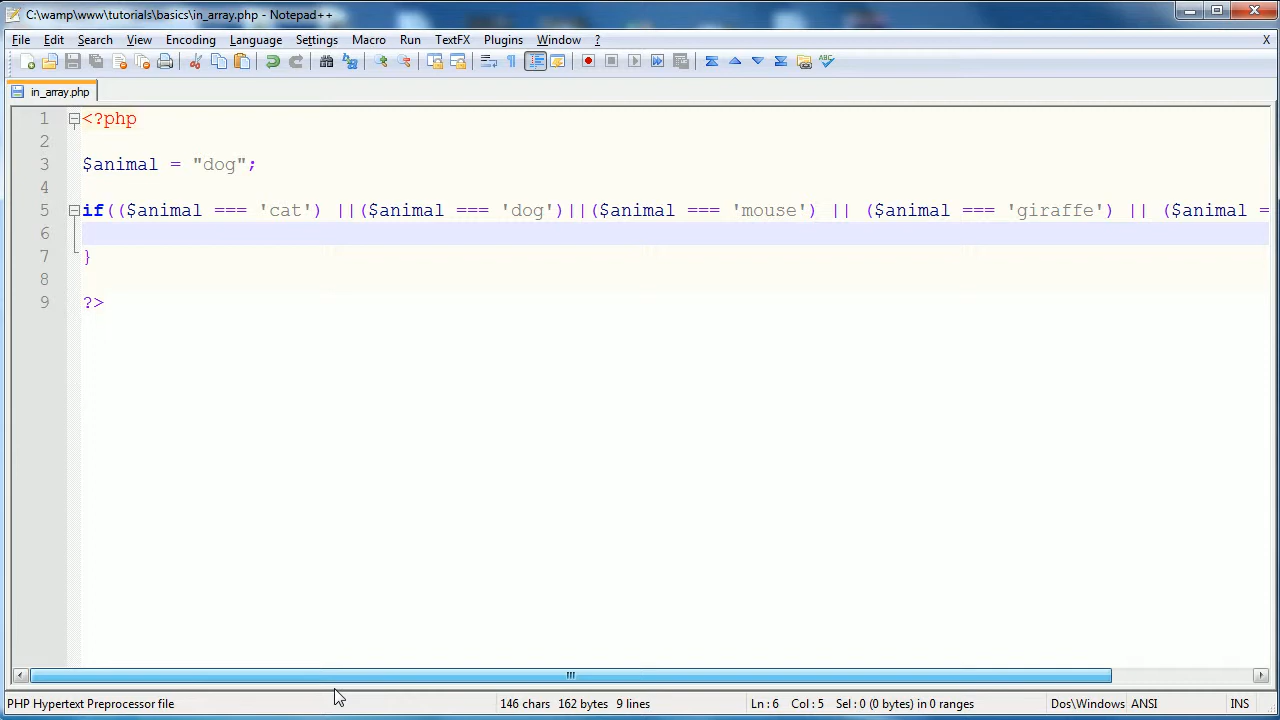 C:\wamp\www\tutorials\basics\in_array.php - Notepad++
File Edit Search View Encoding Language Settings Macro Run TextFX Plugins Window ? X
in_array.php
1 <?php
2
3 $animal = "dog";
4
5 if(($animal === 'cat') ||($animal === 'dog')||($animal === 'mouse') || ($animal === 'giraffe') || ($animal =
6
7 }
8
9 ?>
PHP Hypertext Preprocessor file 146 chars 162 bytes 9 lines Ln : 6 Col : 5 Sel : 0 (0 bytes) in 0 ranges Dos\Windows ANSI INS